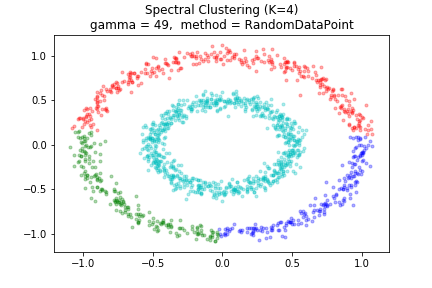 Spectral Clustering (K=4)
gamma = 49,  method = RandomDataPoint
1.0
0.5
0.0
−0.5
−1.0
−1.0 −0.5 0.0 0.5 1.0